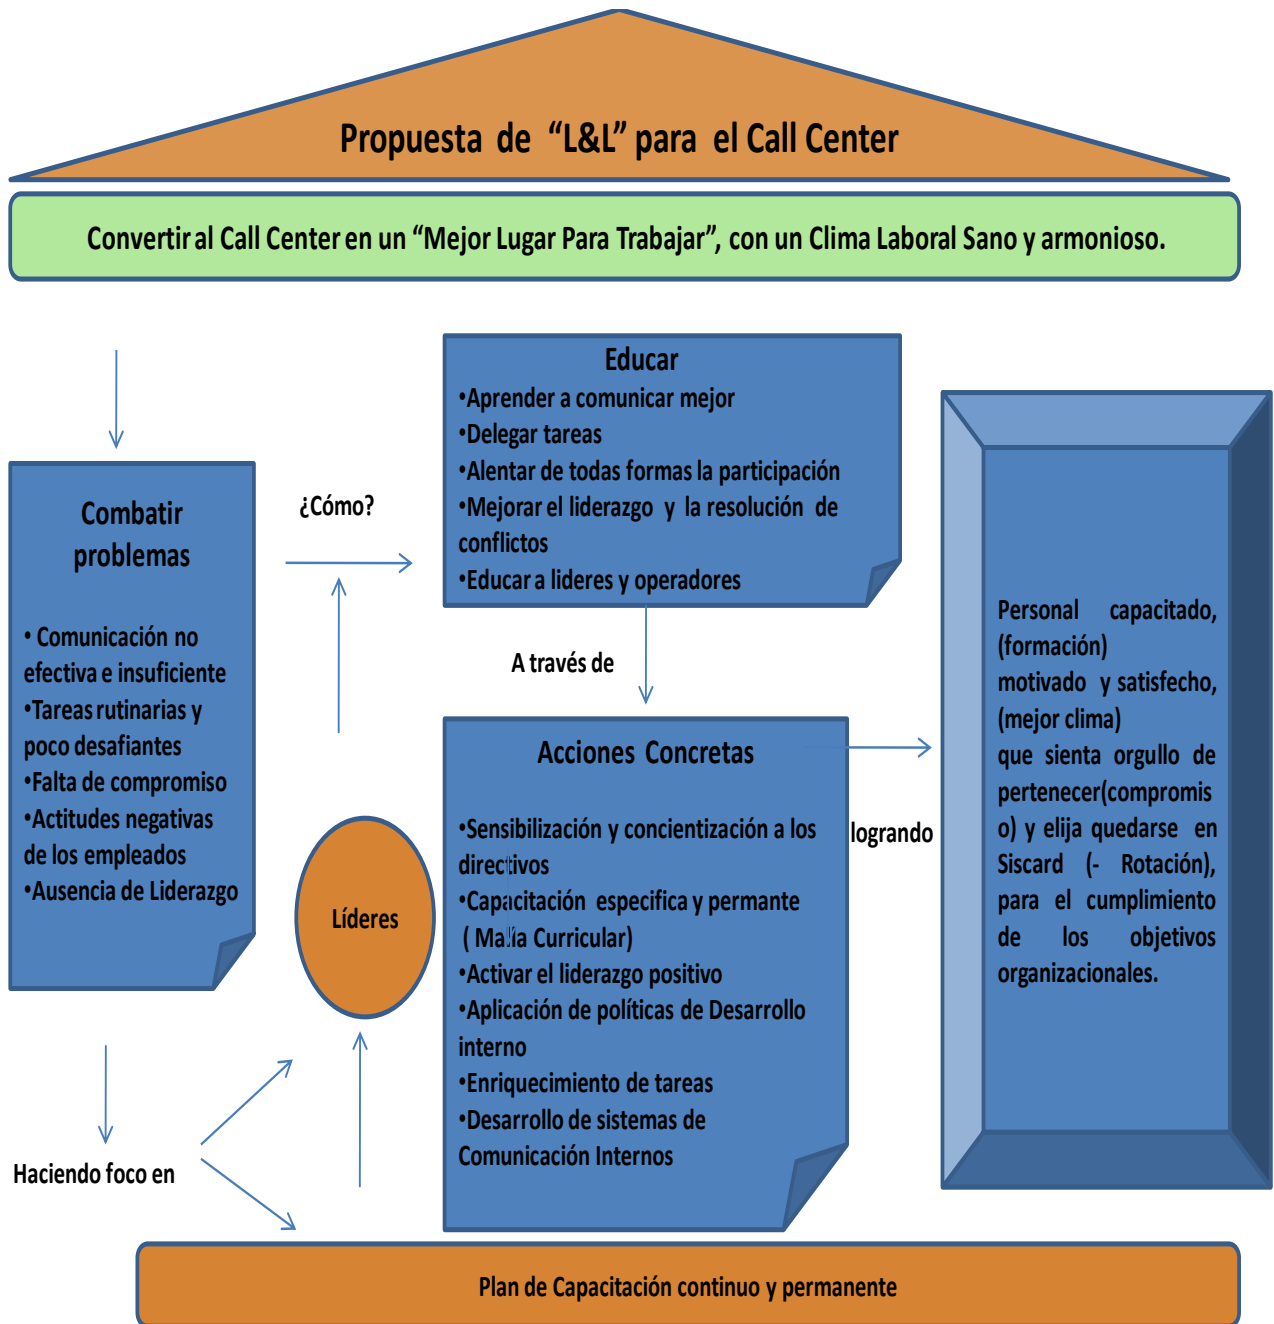 Propuesta de “L&L” para el Call Center
Convertir al Call Center en un “Mejor Lugar Para Trabajar”, con un Clima Laboral Sano y armonioso.
Combatir
problemas
• Comunicación no
efectiva e insuficiente
•Tareas rutinarias y
poco desafiantes
•Falta de compromiso
•Actitudes negativas
de los empleados
•Ausencia de Liderazgo
¿Cómo?
Educar
•Aprender a comunicar mejor
•Delegar tareas
•Alentar de todas formas la participación
•Mejorar el liderazgo y la resolución de
conflictos
•Educar a lideres y operadores
A través de
Acciones Concretas
•Sensibilización y concientización a los
directivos
•Capacitación especifica y permante
( Malla Curricular)
•Activar el liderazgo positivo
•Aplicación de políticas de Desarrollo
interno
•Enriquecimiento de tareas
•Desarrollo de sistemas de
Comunicación Internos
logrando
Personal capacitado,
(formación)
motivado y satisfecho,
(mejor clima)
que sienta orgullo de
pertenecer(compromis
o) y elija quedarse en
Siscard (- Rotación),
para el cumplimiento
de los objetivos
organizacionales.
Líderes
Haciendo foco en
Plan de Capacitación continuo y permanente